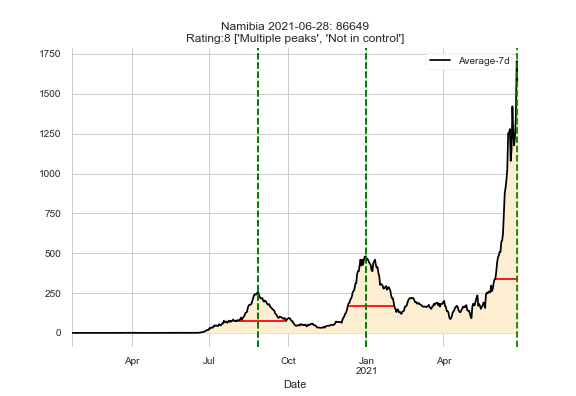 Namibia 2021-06-28: 86649
Rating:8 ['Multiple peaks', 'Not in control']
Average-7d
1750
1500
1250
1000
750
500
250
0
Apr
Jul
Oct
Jan
2021
Apr
Date